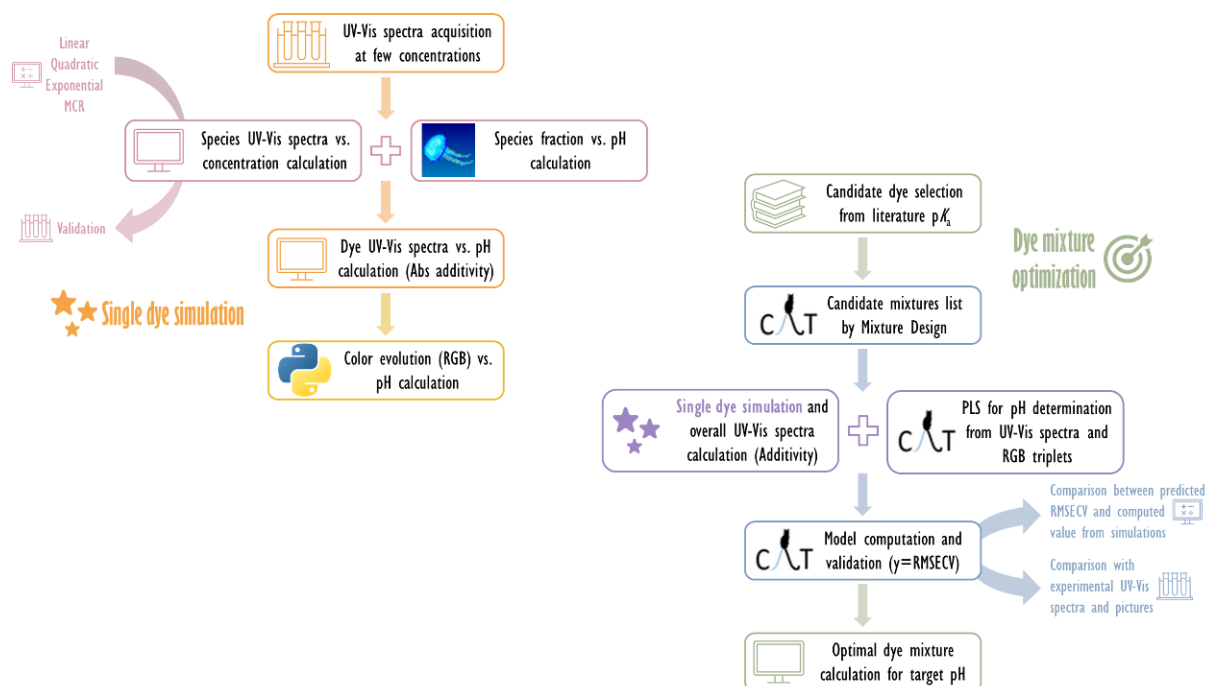 UV-Vis spectra acquisition
at few concentrations
Linear
Quadratic
Exponential
MCR
Species UV-Vis spectra vs.
concentration calculation
Species fraction vs. pH
calculation
Validation
Dye UV-Vis spectra vs. pH
calculation (Abs additivity)
Single dye simulation
Color evolution (RGB) vs.
pH calculation
Candidate dye selection
from literature pKa
Dye mixture
optimization
CAT
Candidate mixtures list
by Mixture Design
Single dye simulation and
overall UV-Vis spectra
calculation (Additivity)
CAT
PLS for pH determination
from UV-Vis spectra and
RGB triplets
CAT
Model computation and
validation (y=RMSECV)
Comparison between predicted
RMSECV and computed
value from simulations
Comparison with
experimental UV-Vis
spectra and pictures
Optimal dye mixture
calculation for target pH